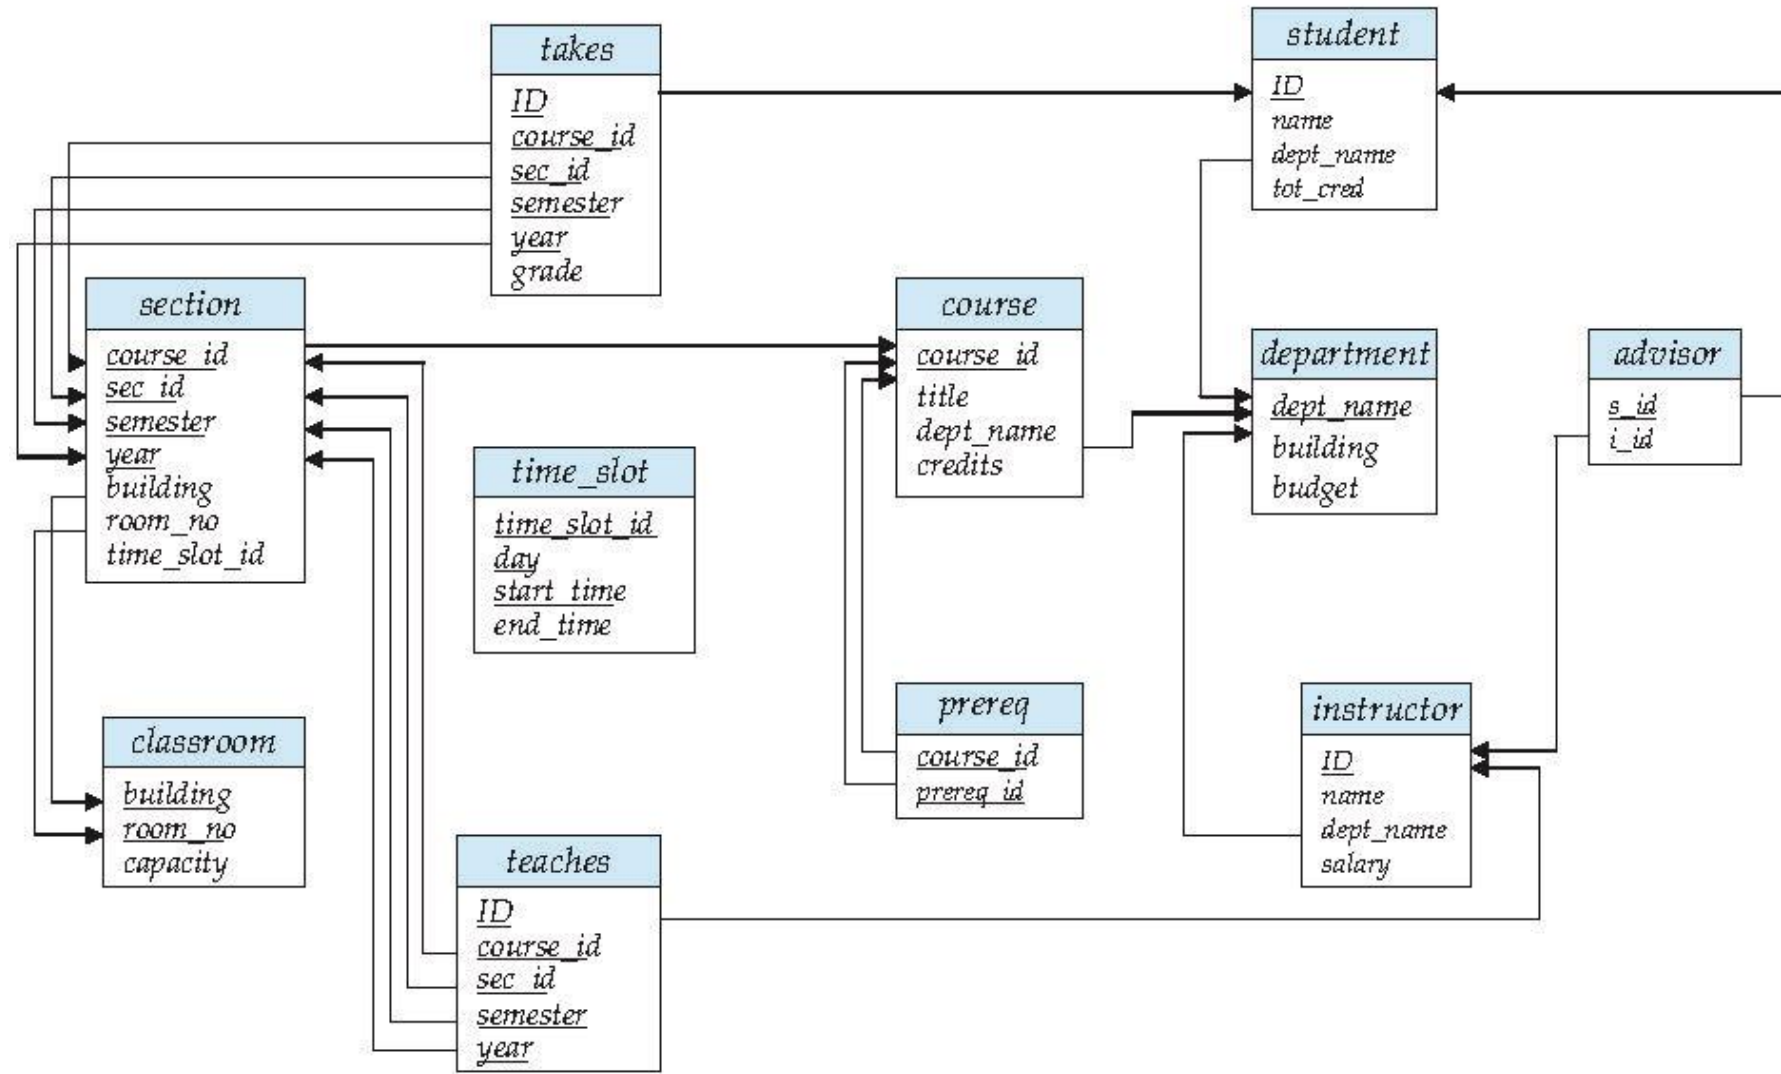 takes
ID
course_id
sec_id
semester
year
grade
student
ID
name
dept_name
tot_cred
section
course_id
sec_id
semester
year
building
room_no
time_slot_id
course
course_id
title
dept_name
credits
department
dept_name
building
budget
advisor
s_id
i_id
time_slot
time_slot_id
day
start_time
end_time
classroom
building
room_no
capacity
prereq
course_id
prereq_id
instructor
ID
name
dept_name
salary
teaches
ID
course_id
sec_id
semester
year